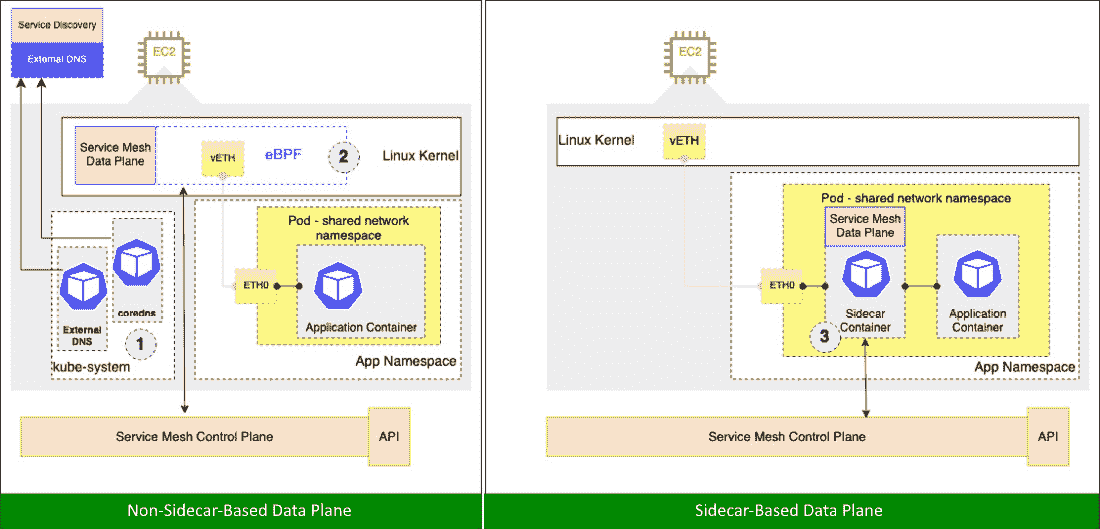 Service Discovery
External DNS
EC2
Service Mesh
Data Plane
vETH
eBPF
2
Linux Kernel
Pod - shared network
namespace
ETH0
Application Container
App Namespace
coredns
External
DNS
1
kube-system
Service Mesh Control Plane
API
Non-Sidecar-Based Data Plane
EC2
Linux Kernel
vETH
Pod - shared network namespace
Service Mesh
Data Plane
ETH0
Sidecar
Container
3
Application
Container
App Namespace
Service Mesh Control Plane
API
Sidecar-Based Data Plane